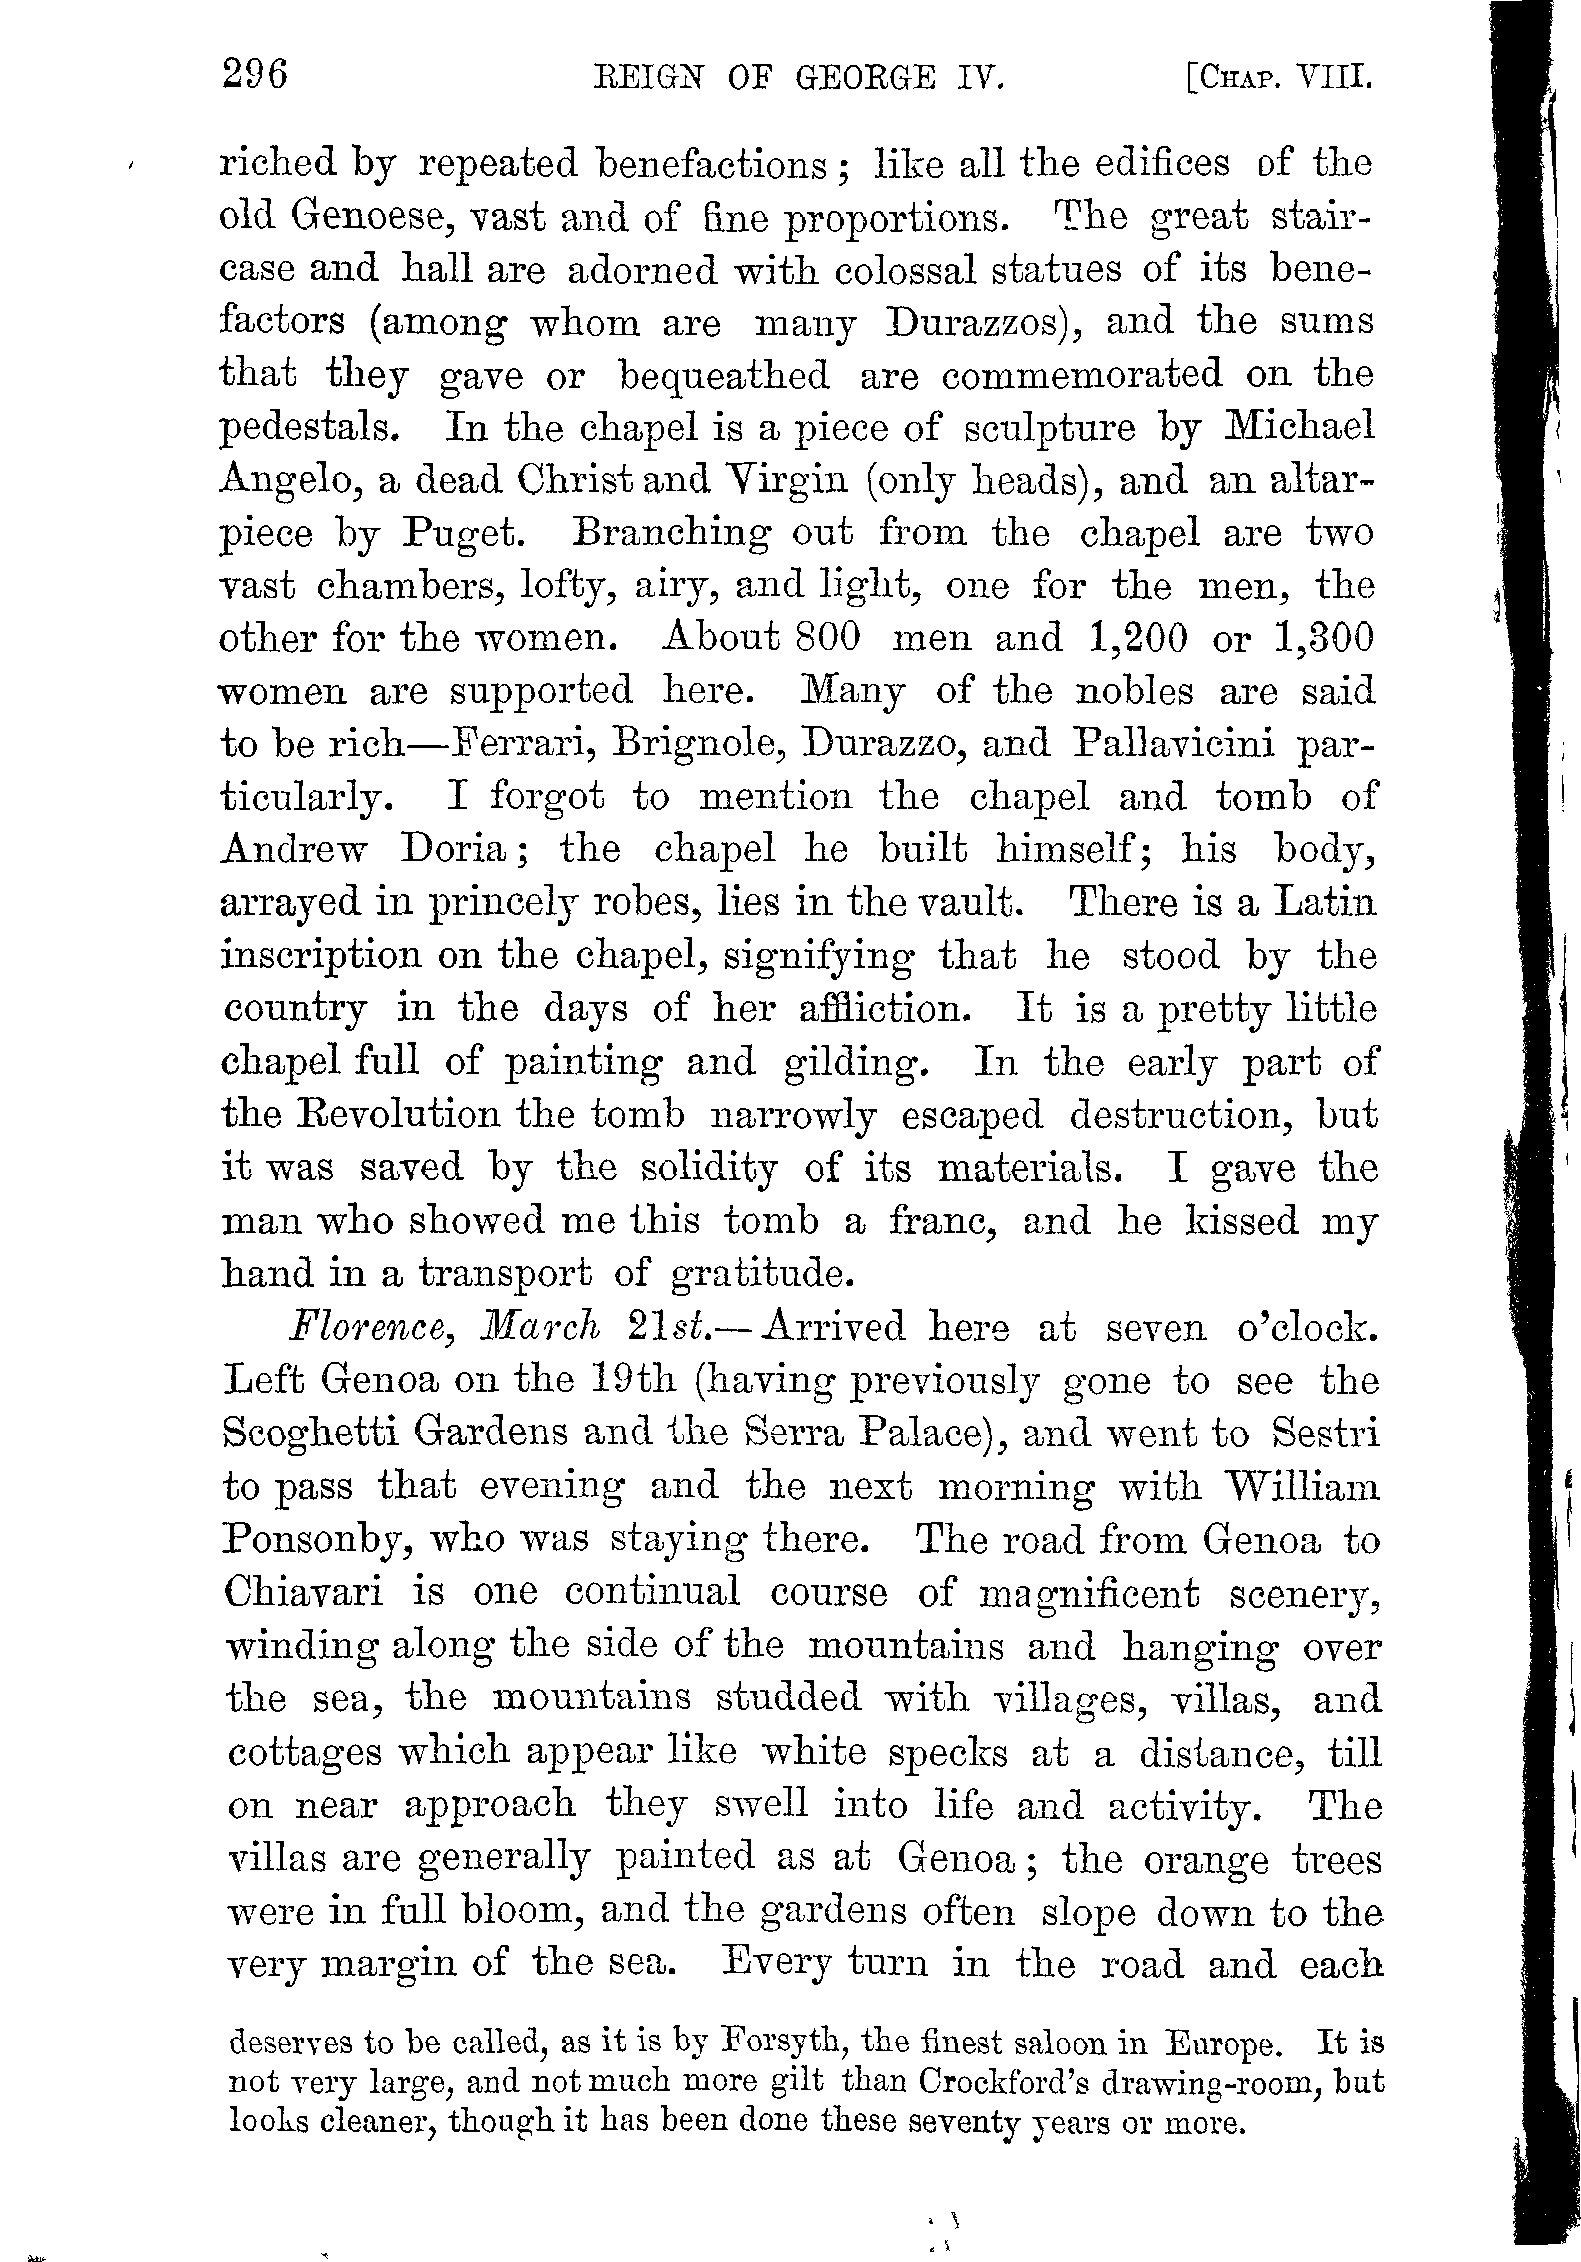 296 REIGN OF GEORGE IV. [CHAP. VIII.
riched by repeated benefactions; like all the edifices of the
old Genoese, vast and of fine proportions. The great stair-
case and hall are adorned with colossal statues of its bene-
factors (among whom are many Durazzos), and the sums
that they gave or bequeathed are commemorated on the
pedestals. In the chapel is a piece of sculpture by Michael
Angelo, a dead Christ and Virgin (only heads), and an altar-
piece by Puget. Branching out from the chapel are two
vast chambers, lofty, airy, and light, one for the men, the
other for the women. About 800 men and 1,200 or 1,300
women are supported here. Many of the nobles are said
to be rich—Ferrari, Brignole, Durazzo, and Pallavicini par-
ticularly. I forgot to mention the chapel and tomb of
Andrew Doria; the chapel he built himself; his body,
arrayed in princely robes, lies in the vault. There is a Latin
inscription on the chapel, signifying that he stood by the
country in the days of her affliction. It is a pretty little
chapel full of painting and gilding. In the early part of
the Revolution the tomb narrowly escaped destruction, but
it was saved by the solidity of its materials. I gave the
man who showed me this tomb a franc, and he kissed my
hand in a transport of gratitude.
Florence, March 21st.—Arrived here at seven o'clock.
Left Genoa on the 19th (having previously gone to see the
Scoghetti Gardens and the Serra Palace), and went to Sestri
to pass that evening and the next morning with William
Ponsonby, who was staying there. The road from Genoa to
Chiavari is one continual course of magnificent scenery,
winding along the side of the mountains and hanging over
the sea, the mountains studded with villages, villas, and
cottages which appear like white specks at a distance, till
on near approach they swell into life and activity. The
villas are generally painted as at Genoa; the orange trees
were in full bloom, and the gardens often slope down to the
very margin of the sea. Every turn in the road and each
deserves to be called, as it is by Forsyth, the finest saloon in Europe. It is
not very large, and not much more gilt than Crockford's drawing-room, but
looks cleaner, though it has been done these seventy years or more.